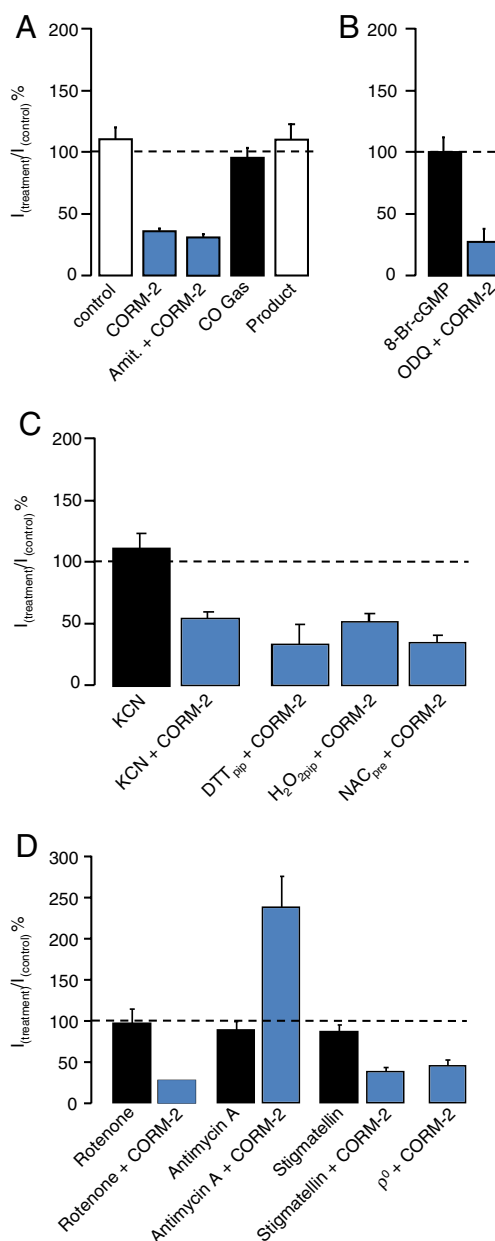 A
I(treatment)/I(control) %
200
150
100
50
0
control
CORM-2
Amit. + CORM-2
CO Gas
Product
B
200
150
100
50
0
8-Br-cGMP
ODQ + CORM-2
C
I(treatment)/I(control) %
200
150
100
50
0
KCN
KCN + CORM-2
DTTpip + CORM-2
H2O2pip + CORM-2
NACpre + CORM-2
D
I(treatment)/I(control) %
300
250
200
150
100
50
0
Rotenone
Rotenone + CORM-2
Antimycin A
Antimycin A + CORM-2
Stigmatellin
Stigmatellin + CORM-2
ρ0 + CORM-2